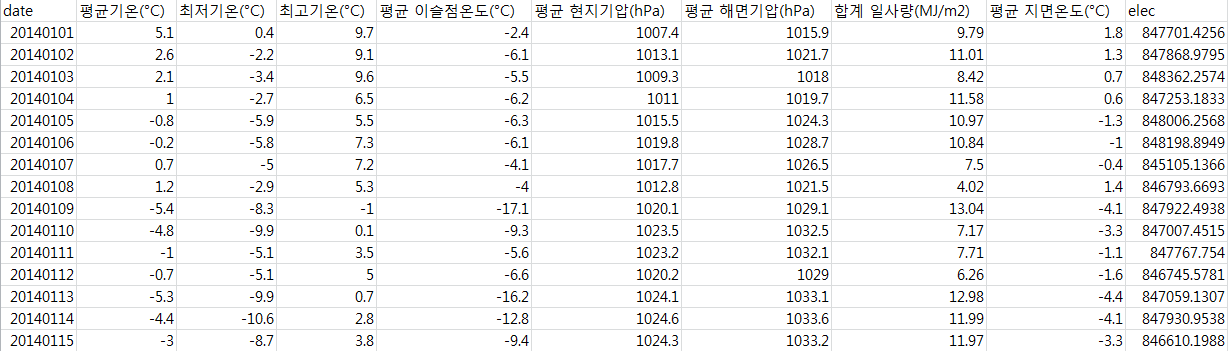 date 평균기온(°C) 최저기온(°C) 최고기온(°C) 평균 이슬점온도(°C) 평균 현지기압(hPa) 평균 해면기압(hPa) 합계 일사량(MJ/m2) 평균 지면온도(°C) elec
20140101 5.1 0.4 9.7 -2.4 1007.4 1015.9 9.79 1.8 847701.4256
20140102 2.6 -2.2 9.1 -6.1 1013.1 1021.7 11.01 1.3 847868.9795
20140103 2.1 -3.4 9.6 -5.5 1009.3 1018 8.42 0.7 848362.2574
20140104 1 -2.7 6.5 -6.2 1011 1019.7 11.58 0.6 847253.1833
20140105 -0.8 -5.9 5.5 -6.3 1015.5 1024.3 10.97 -1.3 848006.2568
20140106 -0.2 -5.8 7.3 -6.1 1019.8 1028.7 10.84 -1 848198.8949
20140107 0.7 -5 7.2 -4.1 1017.7 1026.5 7.5 -0.4 845105.1366
20140108 1.2 -2.9 5.3 -4 1012.8 1021.5 4.02 1.4 846793.6693
20140109 -5.4 -8.3 -1 -17.1 1020.1 1029.1 13.04 -4.1 847922.4938
20140110 -4.8 -9.9 0.1 -9.3 1023.5 1032.5 7.17 -3.3 847007.4515
20140111 -1 -5.1 3.5 -5.6 1023.2 1032.1 7.71 -1.1 847767.754
20140112 -0.7 -5.1 5 -6.6 1020.2 1029 6.26 -1.6 846745.5781
20140113 -5.3 -9.9 0.7 -16.2 1024.1 1033.1 12.98 -4.4 847059.1307
20140114 -4.4 -10.6 2.8 -12.8 1024.6 1033.6 11.99 -4.1 847930.9538
20140115 -3 -8.7 3.8 -9.4 1024.3 1033.2 11.97 -3.3 846610.1988